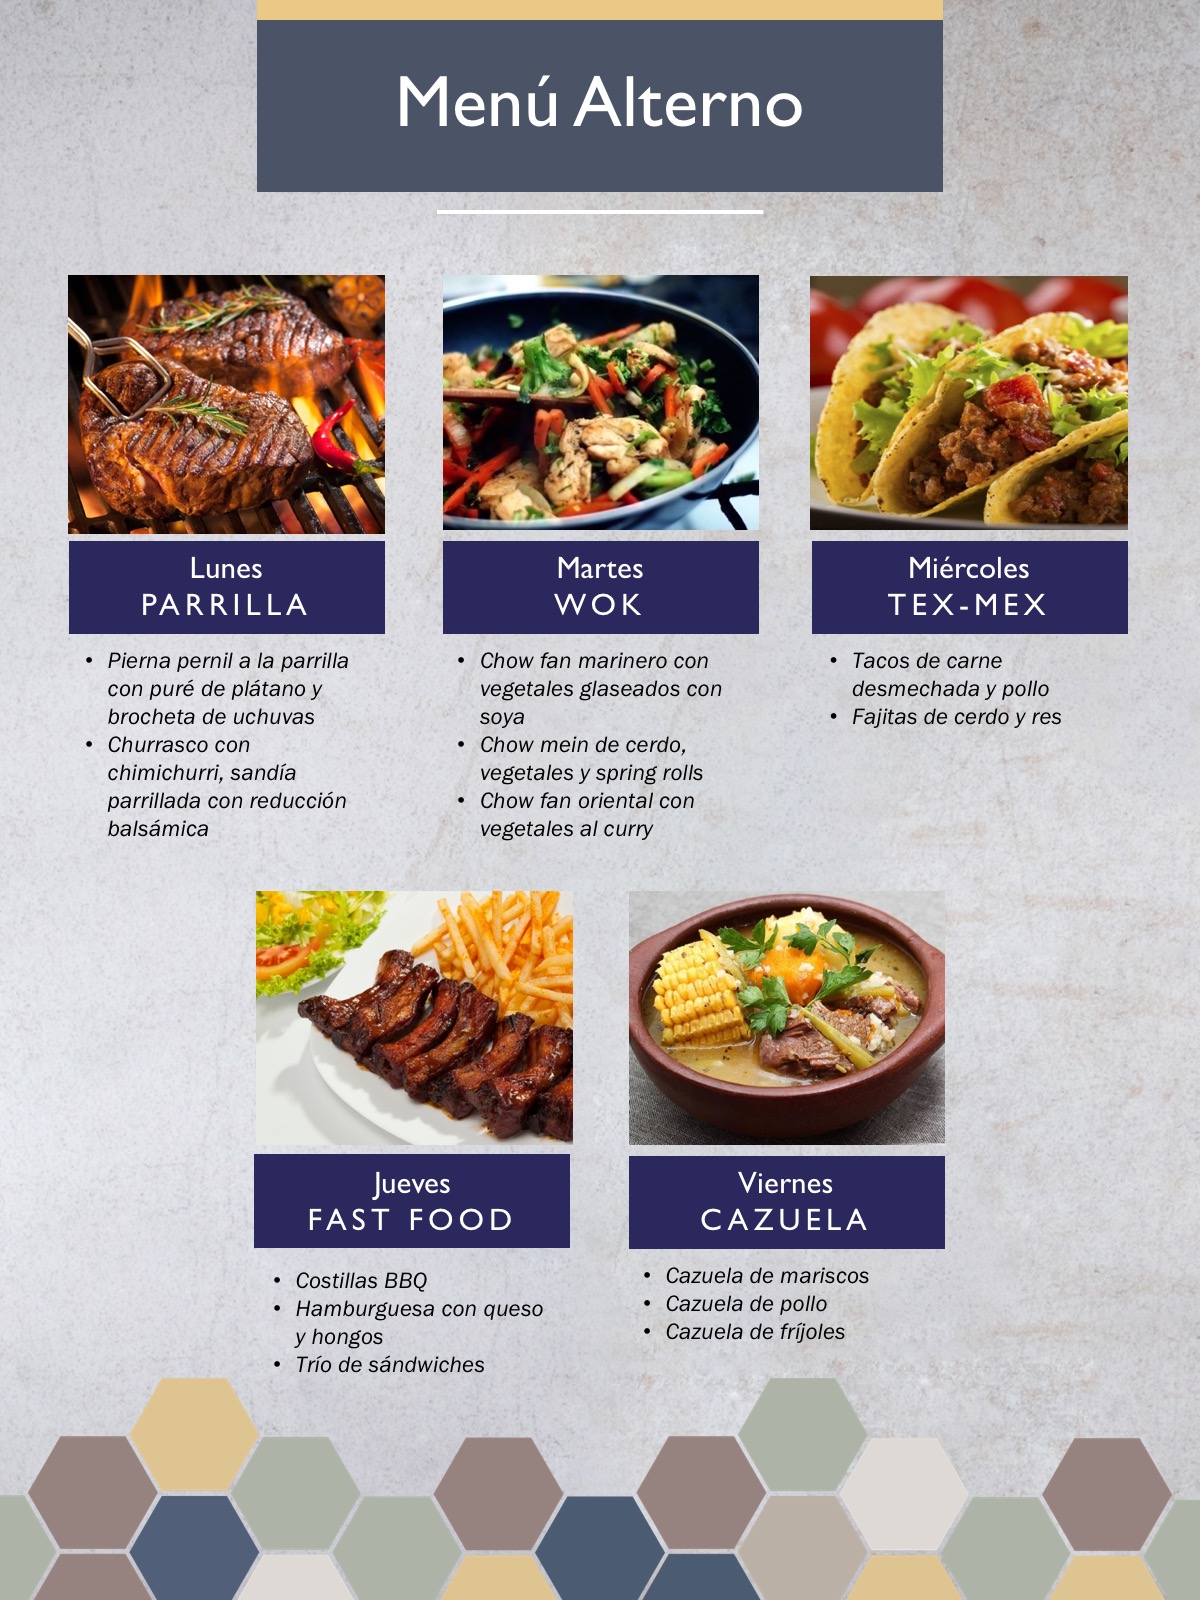 Menú Alterno
Lunes
PARRILLA
• Pierna pernil a la parrilla
con puré de plátano y
brocheta de uchuvas
• Churrasco con
chimichurri, sandía
parrillada con reducción
balsámica
Martes
WOK
• Chow fan marinero con
vegetales glaseados con
soya
• Chow mein de cerdo,
vegetales y spring rolls
• Chow fan oriental con
vegetales al curry
Miércoles
TEX-MEX
• Tacos de carne
desmechada y pollo
• Fajitas de cerdo y res
Jueves
FAST FOOD
• Costillas BBQ
• Hamburguesa con queso
y hongos
• Trío de sándwiches
Viernes
CAZUELA
• Cazuela de mariscos
• Cazuela de pollo
• Cazuela de fríjoles